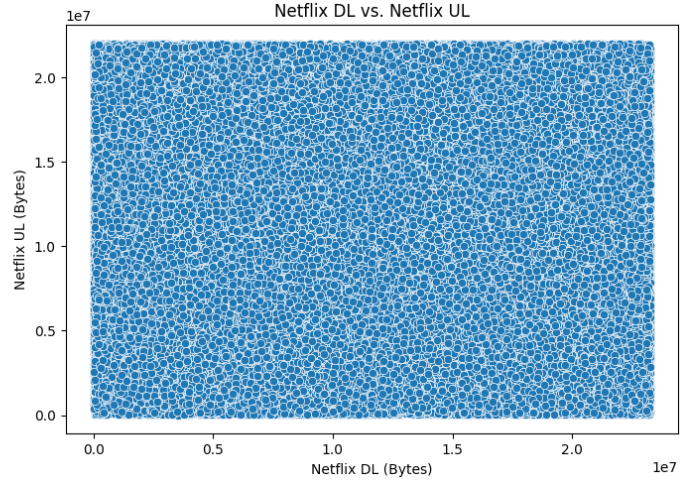 Netflix DL vs. Netflix UL
1e7
2.0
1.5
1.0
0.5
0.0
Netflix UL (Bytes)
0.0 0.5 1.0 1.5 2.0
1e7
Netflix DL (Bytes)